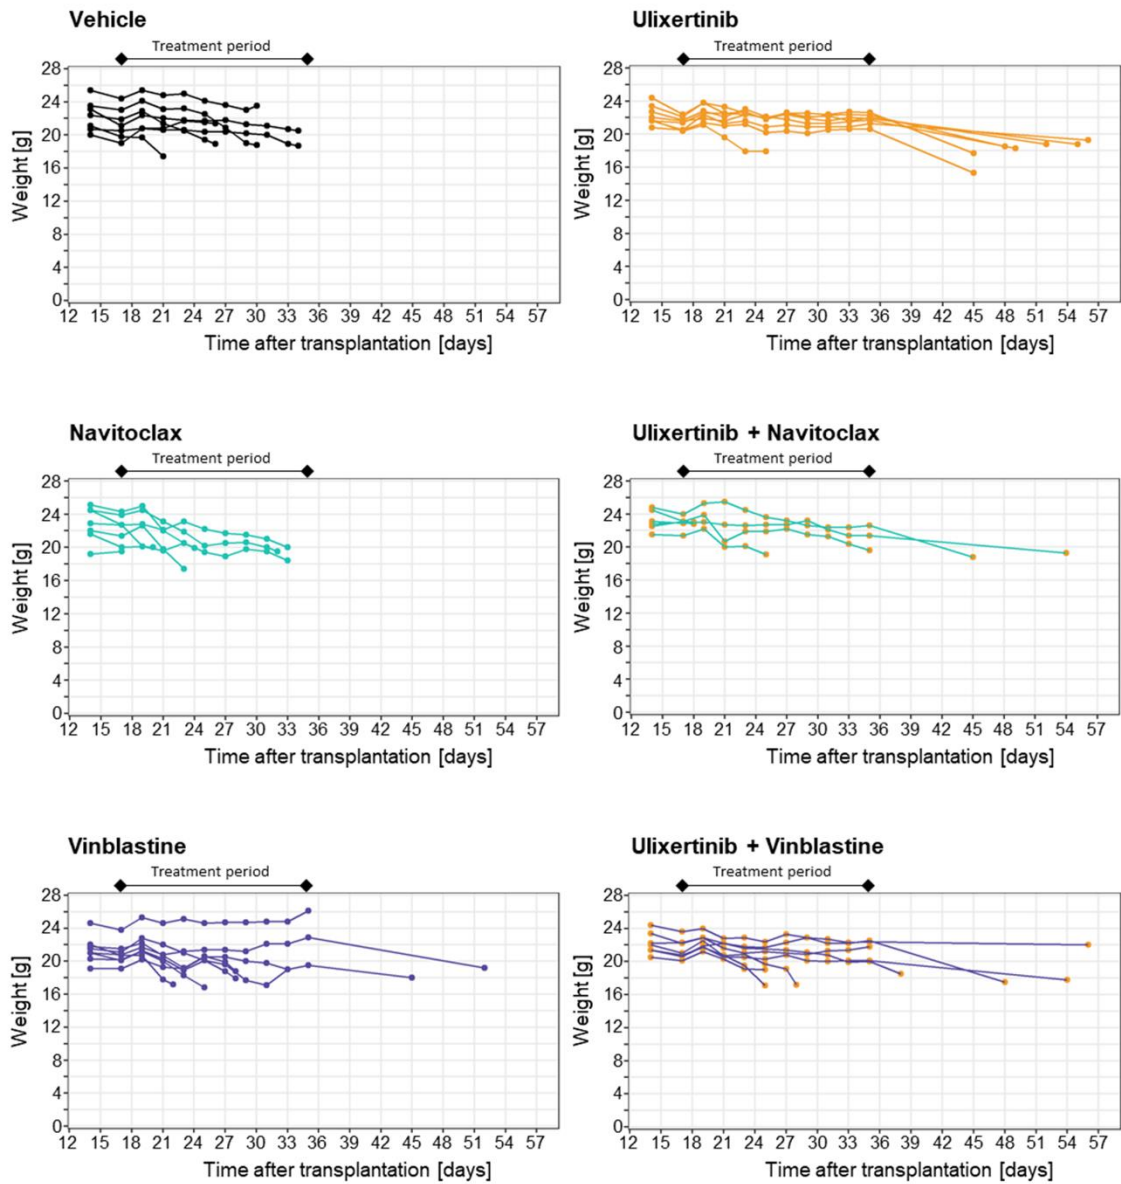 Vehicle
Treatment period
28
24
20
16
12
8
4
0
Weight [g]
12 15 18 21 24 27 30 33 36 39 42 45 48 51 54 57
Time after transplantation [days]
Ulixertinib
Treatment period
28
24
20
16
12
8
4
0
Weight [g]
12 15 18 21 24 27 30 33 36 39 42 45 48 51 54 57
Time after transplantation [days]
Navitoclax
Treatment period
28
24
20
16
12
8
4
0
Weight [g]
12 15 18 21 24 27 30 33 36 39 42 45 48 51 54 57
Time after transplantation [days]
Ulixertinib + Navitoclax
Treatment period
28
24
20
16
12
8
4
0
Weight [g]
12 15 18 21 24 27 30 33 36 39 42 45 48 51 54 57
Time after transplantation [days]
Vinblastine
Treatment period
28
24
20
16
12
8
4
0
Weight [g]
12 15 18 21 24 27 30 33 36 39 42 45 48 51 54 57
Time after transplantation [days]
Ulixertinib + Vinblastine
Treatment period
28
24
20
16
12
8
4
0
Weight [g]
12 15 18 21 24 27 30 33 36 39 42 45 48 51 54 57
Time after transplantation [days]